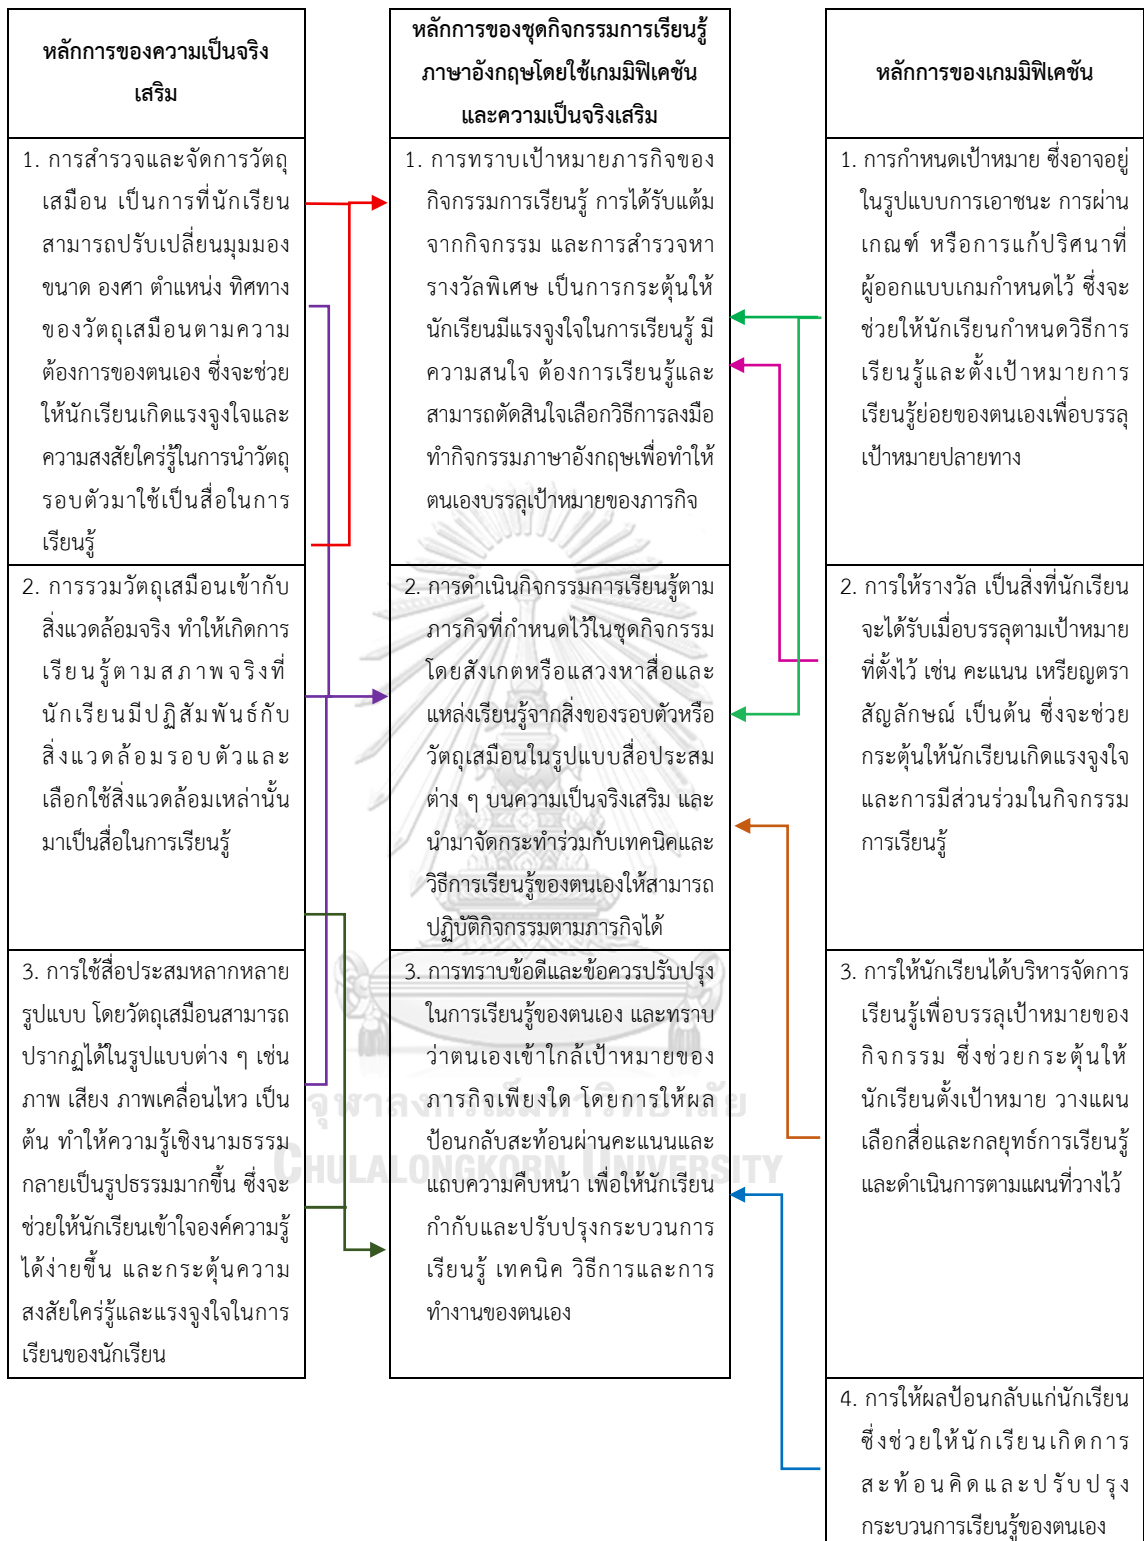 หลักการของความเป็นจริง
เสริม
1. การสำรวจและจัดการวัตถุ
เสมือน เป็นการที่นักเรียน
สามารถปรับเปลี่ยนมุมมอง
ขนาด องศา ตำแหน่ง ทิศทาง
ของวัตถุเสมือนตามความ
ต้องการของตนเอง ซึ่งจะช่วย
ให้นักเรียนเกิดแรงจูงใจและ
ความสงสัยใคร่รู้ในการนำวัตถุ
รอบตัวมาใช้เป็นสื่อในการ
เรียนรู้
2. การรวมวัตถุเสมือนเข้ากับ
สิ่งแวดล้อมจริง ทำให้เกิดการ
เรียนรู้ตามสภาพจริงที่
นักเรียนมีปฏิสัมพันธ์กับ
สิ่งแวดล้อมรอบตัวและ
เลือกใช้สิ่งแวดล้อมเหล่านั้น
มาเป็นสื่อในการเรียนรู้
3. การใช้สื่อประสมหลากหลาย
รูปแบบ โดยวัตถุเสมือนสามารถ
ปรากฏได้ในรูปแบบต่าง ๆ เช่น
ภาพ เสียง ภาพเคลื่อนไหว เป็น
ต้น ทำให้ความรู้เชิงนามธรรม
กลายเป็นรูปธรรมมากขึ้น ซึ่งจะ
ช่วยให้นักเรียนเข้าใจองค์ความรู้
ได้ง่ายขึ้น และกระตุ้นความ
สงสัยใคร่รู้และแรงจูงใจในการ
เรียนของนักเรียน
หลักการของชุดกิจกรรมการเรียนรู้
ภาษาอังกฤษโดยใช้เกมมิฟิเคชัน
และความเป็นจริงเสริม
1. การทราบเป้าหมายภารกิจของ
กิจกรรมการเรียนรู้ การได้รับแต้ม
จากกิจกรรม และการสำรวจหา
รางวัลพิเศษ เป็นการกระตุ้นให้
นักเรียนมีแรงจูงใจในการเรียนรู้ มี
ความสนใจ ต้องการเรียนรู้และ
สามารถตัดสินใจเลือกวิธีการลงมือ
ทำกิจกรรมภาษาอังกฤษเพื่อทำให้
ตนเองบรรลุเป้าหมายของภารกิจ
2. การดำเนินกิจกรรมการเรียนรู้ตาม
ภารกิจที่กำหนดไว้ในชุดกิจกรรม
โดยสังเกตหรือแสวงหาสื่อและ
แหล่งเรียนรู้จากสิ่งของรอบตัวหรือ
วัตถุเสมือนในรูปแบบสื่อประสม
ต่าง ๆ บนความเป็นจริงเสริม และ
นำมาจัดกระทำร่วมกับเทคนิคและ
วิธีการเรียนรู้ของตนเองให้สามารถ
ปฏิบัติกิจกรรมตามภารกิจได้
3. การทราบข้อดีและข้อควรปรับปรุง
ในการเรียนรู้ของตนเอง และทราบ
ว่าตนเองเข้าใกล้เป้าหมายของ
ภารกิจเพียงใด โดยการให้ผล
ป้อนกลับสะท้อนผ่านคะแนนและ
แถบความคืบหน้า เพื่อให้นักเรียน
กำกับและปรับปรุงกระบวนการ
เรียนรู้ เทคนิค วิธีการและการ
ทำงานของตนเอง
หลักการของเกมมิฟิเคชัน
1. การกำหนดเป้าหมาย ซึ่งอาจอยู่
ในรูปแบบการเอาชนะ การผ่าน
เกณฑ์ หรือการแก้ปริศนาที่
ผู้ออกแบบเกมกำหนดไว้ ซึ่งจะ
ช่วยให้นักเรียนกำหนดวิธีการ
เรียนรู้และตั้งเป้าหมายการ
เรียนรู้ย่อยของตนเองเพื่อบรรลุ
เป้าหมายปลายทาง
2. การให้รางวัล เป็นสิ่งที่นักเรียน
จะได้รับเมื่อบรรลุตามเป้าหมาย
ที่ตั้งไว้ เช่น คะแนน เหรียญตรา
สัญลักษณ์ เป็นต้น ซึ่งจะช่วย
กระตุ้นให้นักเรียนเกิดแรงจูงใจ
และการมีส่วนร่วมในกิจกรรม
การเรียนรู้
3. การให้นักเรียนได้บริหารจัดการ
เรียนรู้เพื่อบรรลุเป้าหมายของ
กิจกรรม ซึ่งช่วยกระตุ้นให้
นักเรียนตั้งเป้าหมาย วางแผน
เลือกสื่อและกลยุทธ์การเรียนรู้
และดำเนินการตามแผนที่วางไว้
4. การให้ผลป้อนกลับแก่นักเรียน
ซึ่งช่วยให้นักเรียนเกิดการ
สะท้อนคิดและปรับปรุง
กระบวนการเรียนรู้ของตนเอง
จุฬาลงกรณ์มหาวิทยาลัย
CHULALONGKORN UNIVERSITY